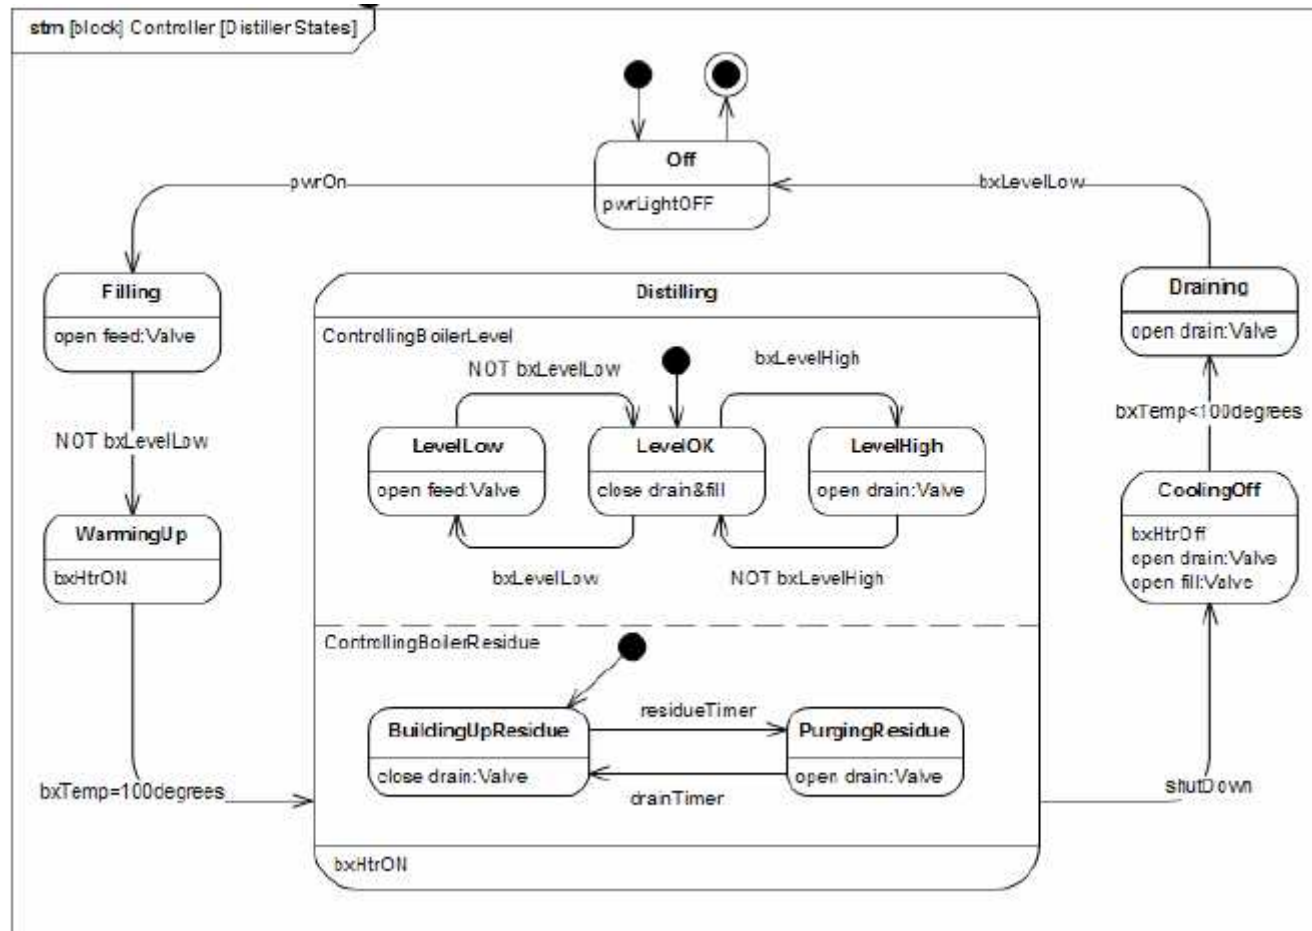 stm [block] Controller [Distiller States]
Off
pwrLightOFF
pwrOn
bxLevelLow
Filling
open feed:Valve
NOT bxLevelLow
WarmingUp
bxHtrON
bxTemp=100degrees
Distilling
ControllingBoilerLevel
NOT bxLevelLow
bxLevelHigh
LevelLow
open feed:Valve
LevelOK
close drain&fill
LevelHigh
open drain:Valve
bxLevelLow
NOT bxLevelHigh
ControllingBoilerResidue
BuildingUpResidue
close drain:Valve
residueTimer
PurgingResidue
open drain:Valve
drainTimer
bxHtrON
Draining
open drain:Valve
bxTemp<100degrees
CoolingOff
bxHtrOff
open drain:Valve
open fill:Valve
shutDown